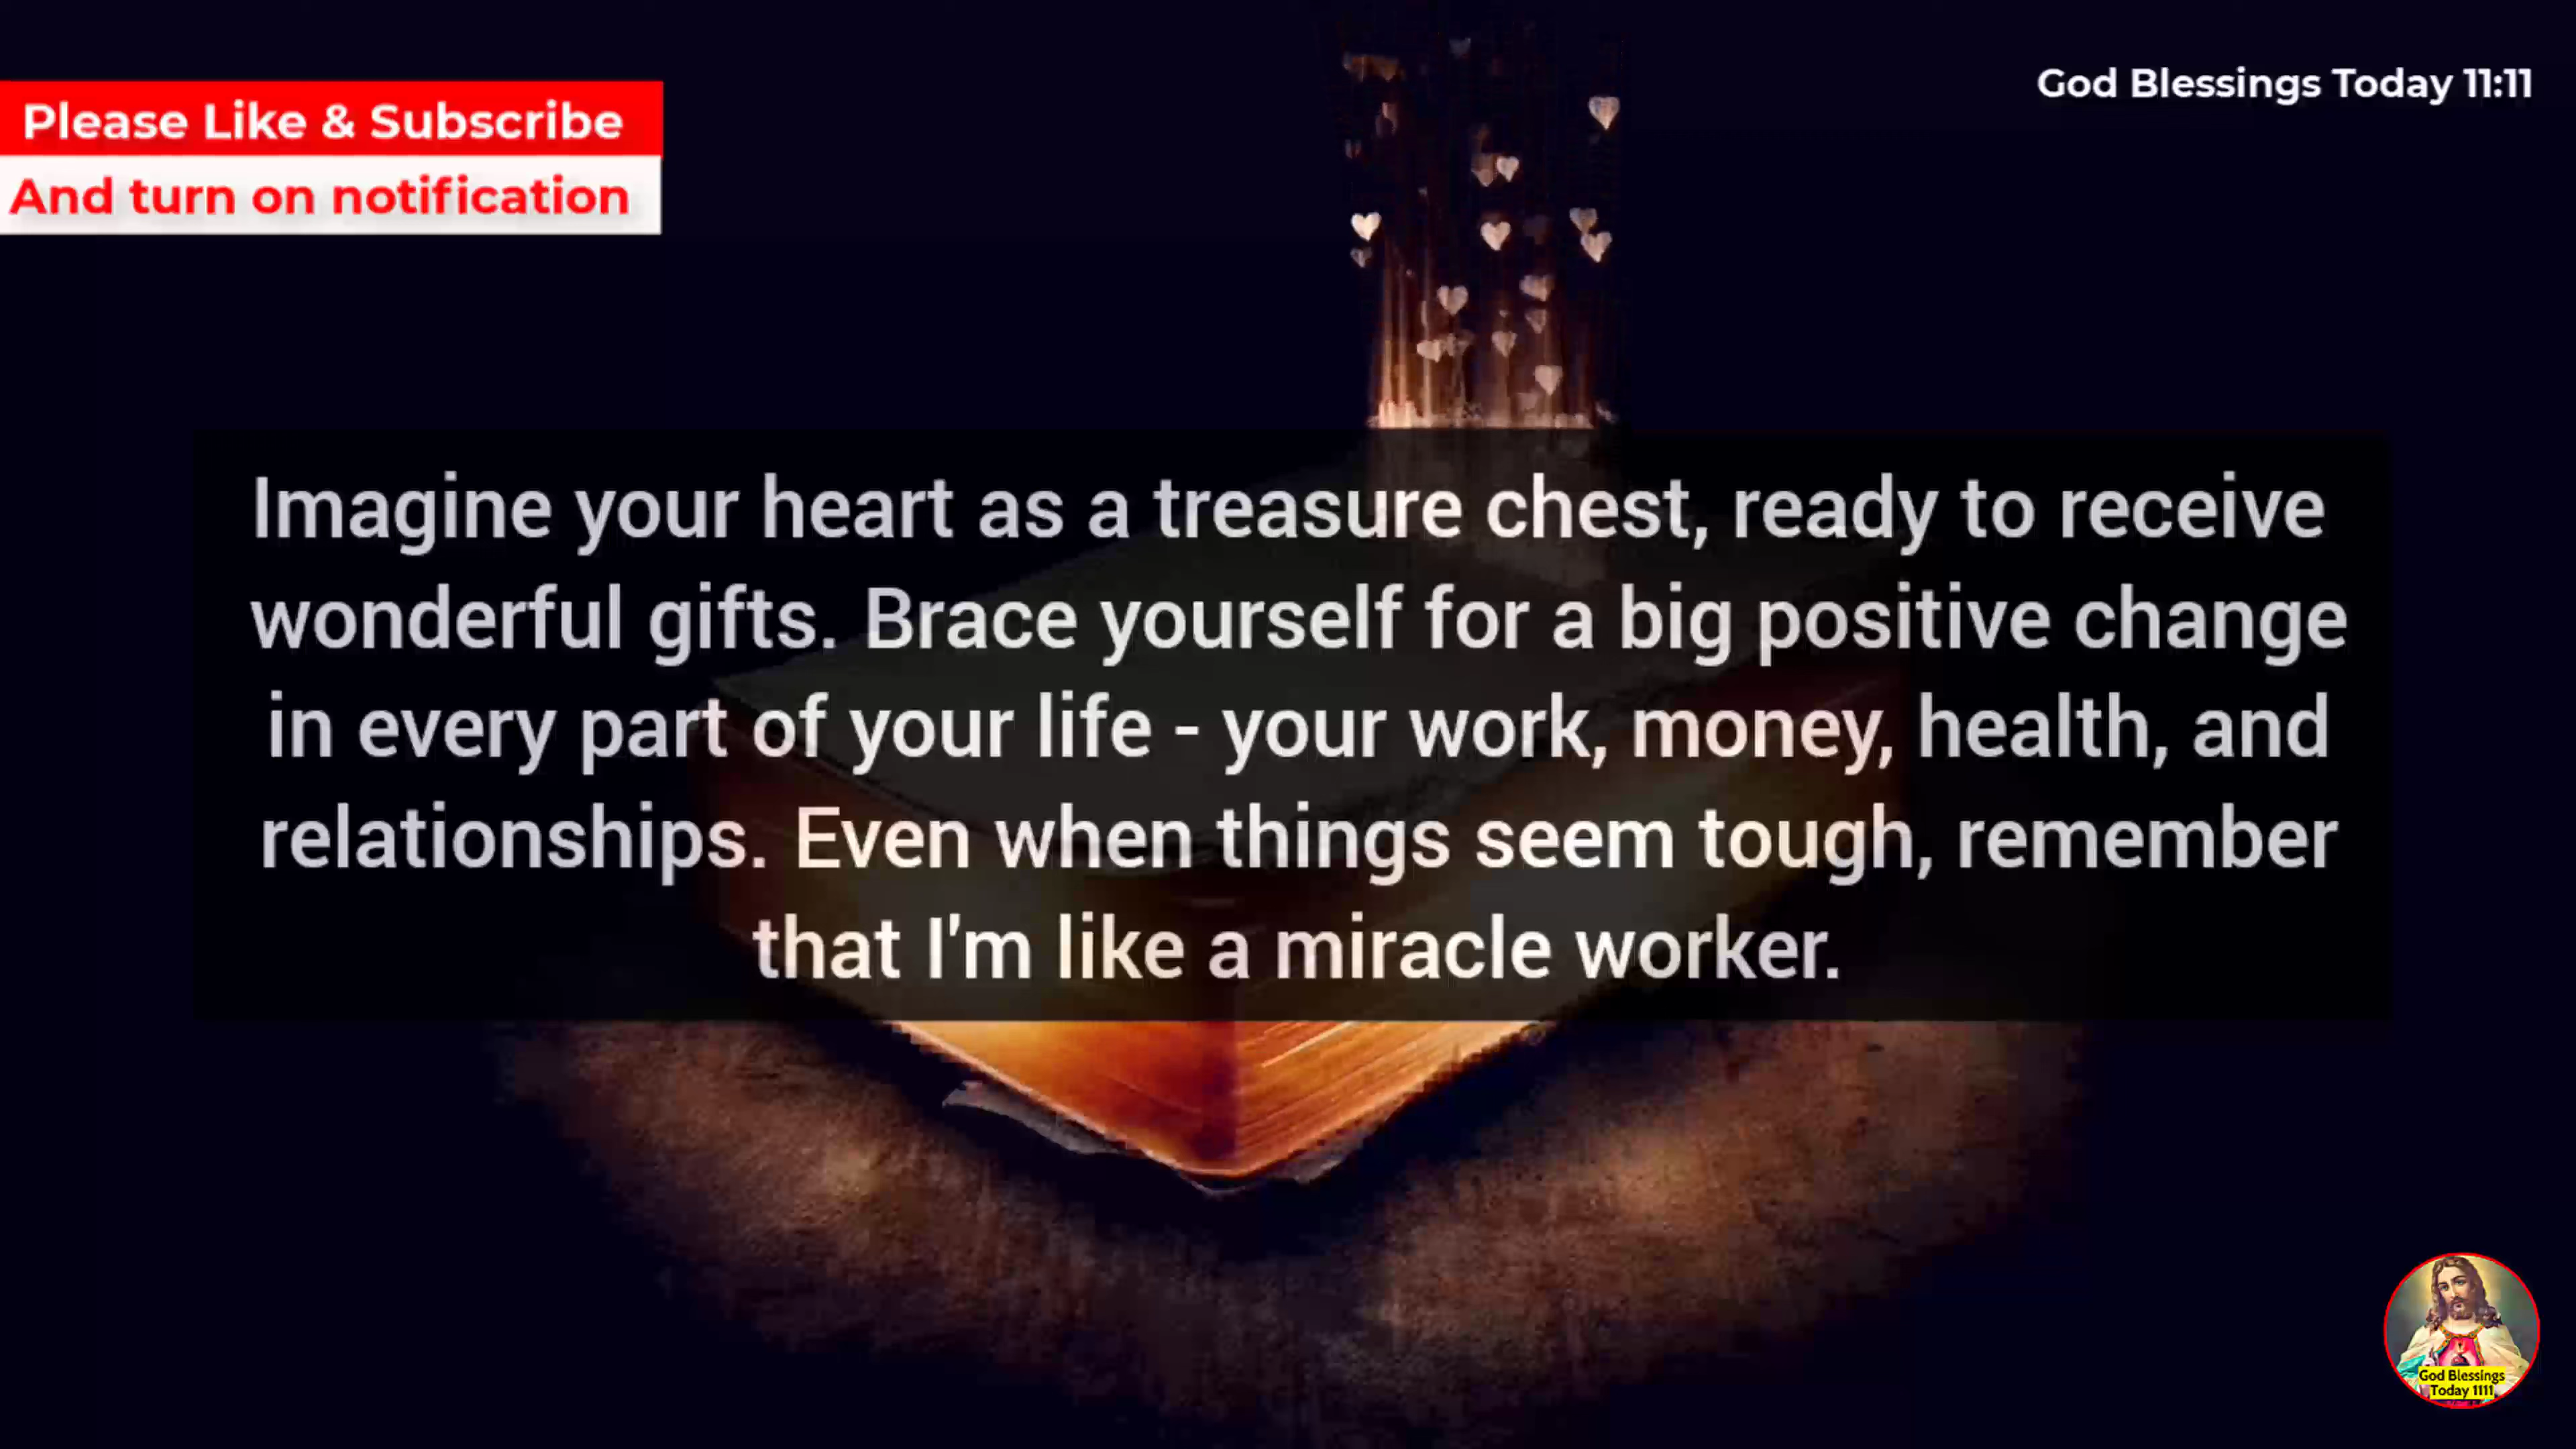 Please Like & Subscribe
And turn on notification
God Blessings Today 11:11
Imagine your heart as a treasure chest, ready to receive
wonderful gifts. Brace yourself for a big positive change
in every part of your life - your work, money, health, and
relationships. Even when things seem tough, remember
that I'm like a miracle worker.
God Blessings
Today 1111